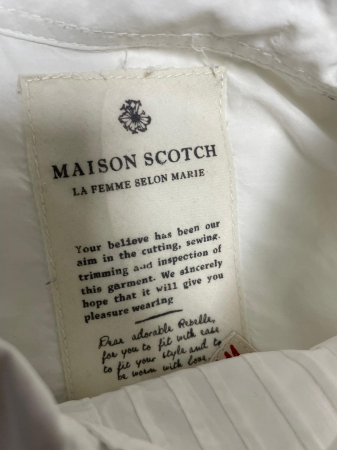 MAISON SCOTCH
LA FEMME SELON MARIE
Your believe has been our
aim in the cutting, sewing.
trimming and inspection of
this garment. We sincerely
hope that it will give you
pleasure wearing
Dear adorable Rebelle,
for you to fit with ease
to fit your style and to
be worn with love.